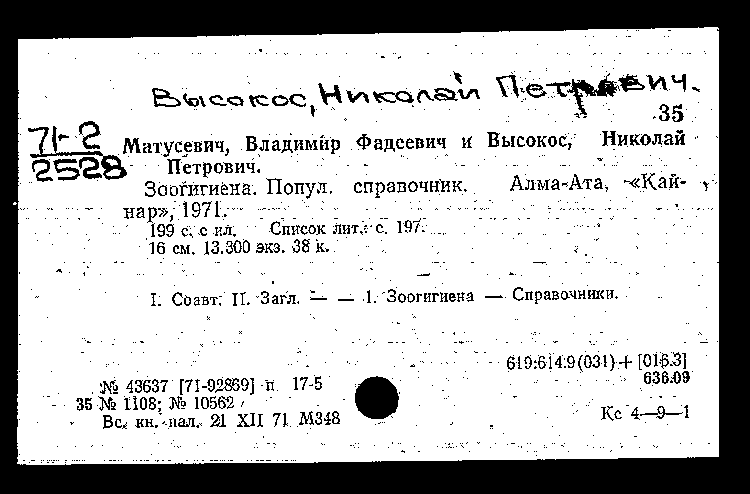 Высокос, Николай Петрович.
35
71-2
2528
Матусевич, Владимир Фадеевич и Высокос, Николай
Петрович.
Зоогигиена. Попул. справочник. Алма-Ата, «Кай-
нар», 1971.
199 с. с ил. Список лит.: с. 197.
16 см. 13.300 экз. 38 к.
I. Соавт. II. Загл. — — 1. Зоогигиена — Справочники.
619:614.9(031)+[016.3]
636.09
№ 43637 [71-92869] п 17-5
35 № 1108; № 10562
Вс. кн. пал. 21 XII 71 М348
Кс 4—9—1